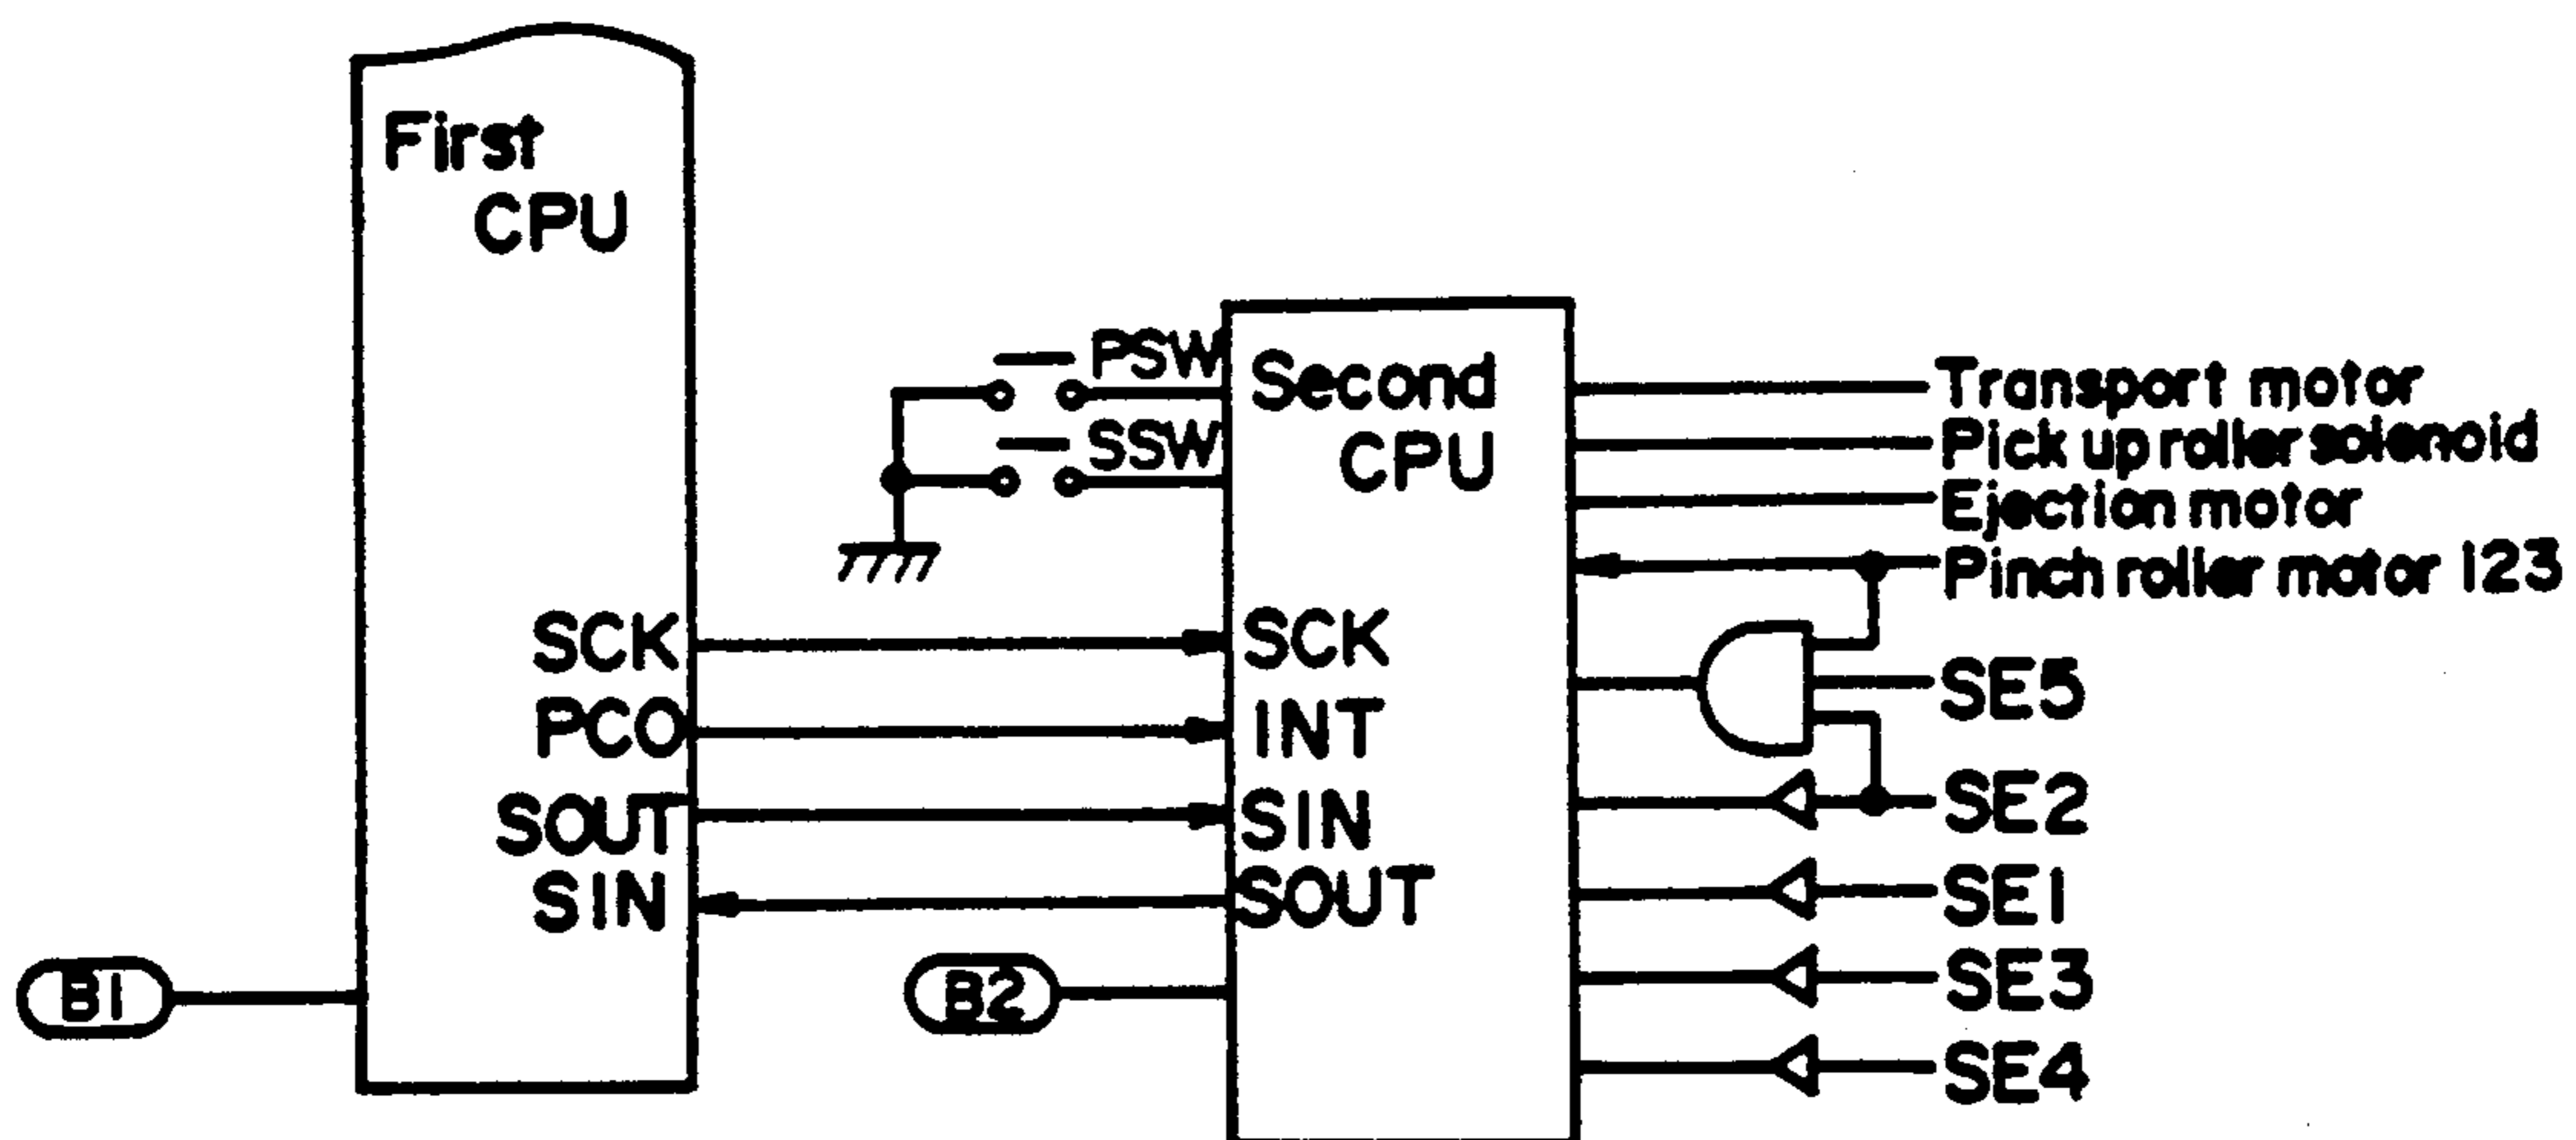 First
CPU
PSW
SSW
Second
CPU
Transport motor
Pick up roller solenoid
Ejection motor
Pinch roller motor 123
SCK
PCO
SOUT
SIN
SCK
INT
SIN
SOUT
SE5
SE2
SE1
SE3
SE4
B1
B2